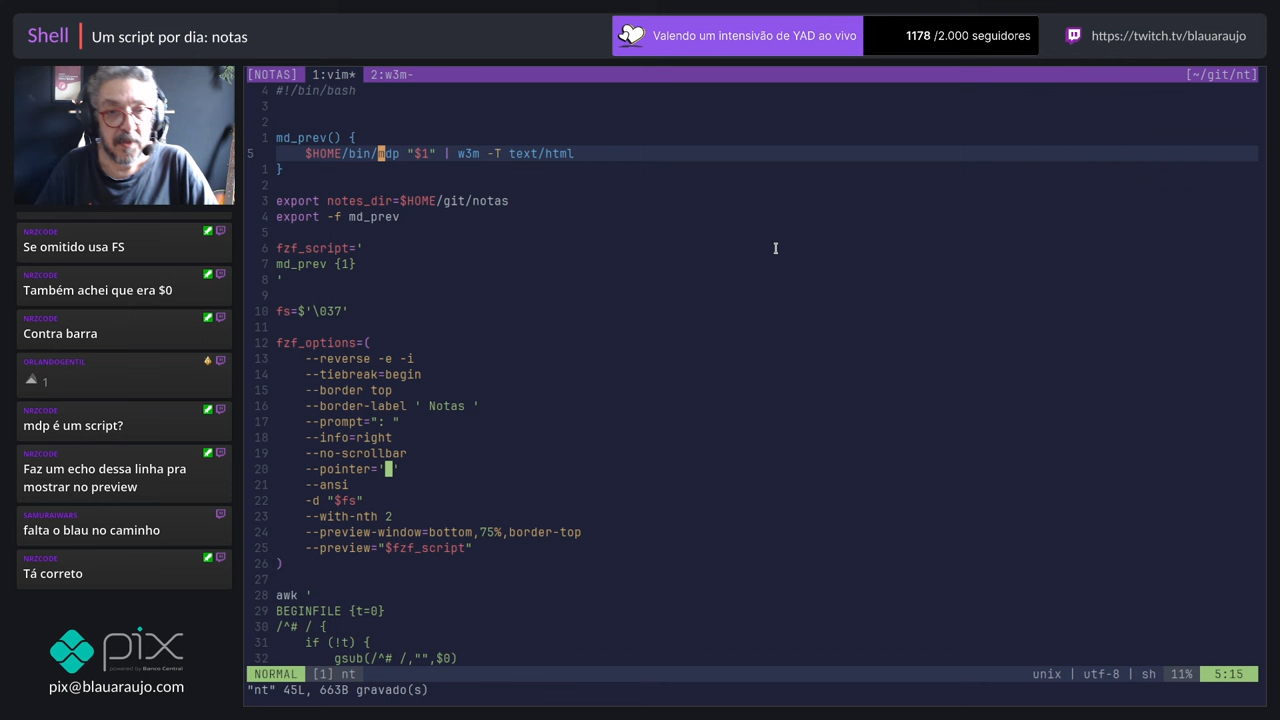 Shell | Um script por dia: notas
Valendo um intensivão de YAD ao vivo
1178 /2.000 seguidores
https://twitch.tv/blauaraujo
NRZCODE
Se omitido usa FS
NRZCODE
Também achei que era $0
NRZCODE
Contra barra
ORLANDOGENTIL
1
NRZCODE
mdp é um script?
NRZCODE
Faz um echo dessa linha pra
mostrar no preview
SAMURAIWARS
falta o blau no caminho
NRZCODE
Tá correto
pix
powered by Banco Central
pix@blauaraujo.com
[NOTAS] 1:vim* 2:w3m- [~/git/nt]
4 #!/bin/bash
3
2
1 md_prev() {
5     $HOME/bin/mdp "$1" | w3m -T text/html
1 }
2
3 export notes_dir=$HOME/git/notas
4 export -f md_prev
5
6 fzf_script='
7 md_prev {1}
8 '
9
10 fs=$'\037'
11
12 fzf_options=(
13     --reverse -e -i
14     --tiebreak=begin
15     --border top
16     --border-label ' Notas '
17     --prompt=": "
18     --info=right
19     --no-scrollbar
20     --pointer='█'
21     --ansi
22     -d "$fs"
23     --with-nth 2
24     --preview-window=bottom,75%,border-top
25     --preview="$fzf_script"
26 )
27
28 awk '
29 BEGINFILE {t=0}
30 /^# / {
31     if (!t) {
32         gsub(/^# /,"",$0)
NORMAL [1] nt unix | utf-8 | sh 11% 5:15
"nt" 45L, 663B gravado(s)